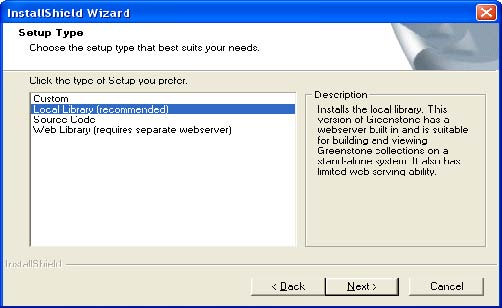 InstallShield Wizard
Setup Type
Choose the setup type that best suits your needs.
Click the type of Setup you prefer.
Custom
Local Library (recommended)
Source Code
Web Library (requires separate webserver)
Description
Installs the local library. This
version of Greenstone has a
webserver built in and is suitable
for building and viewing
Greenstone collections on a
stand-alone system. It also has
limited web serving ability.
InstallShield
< Back
Next >
Cancel